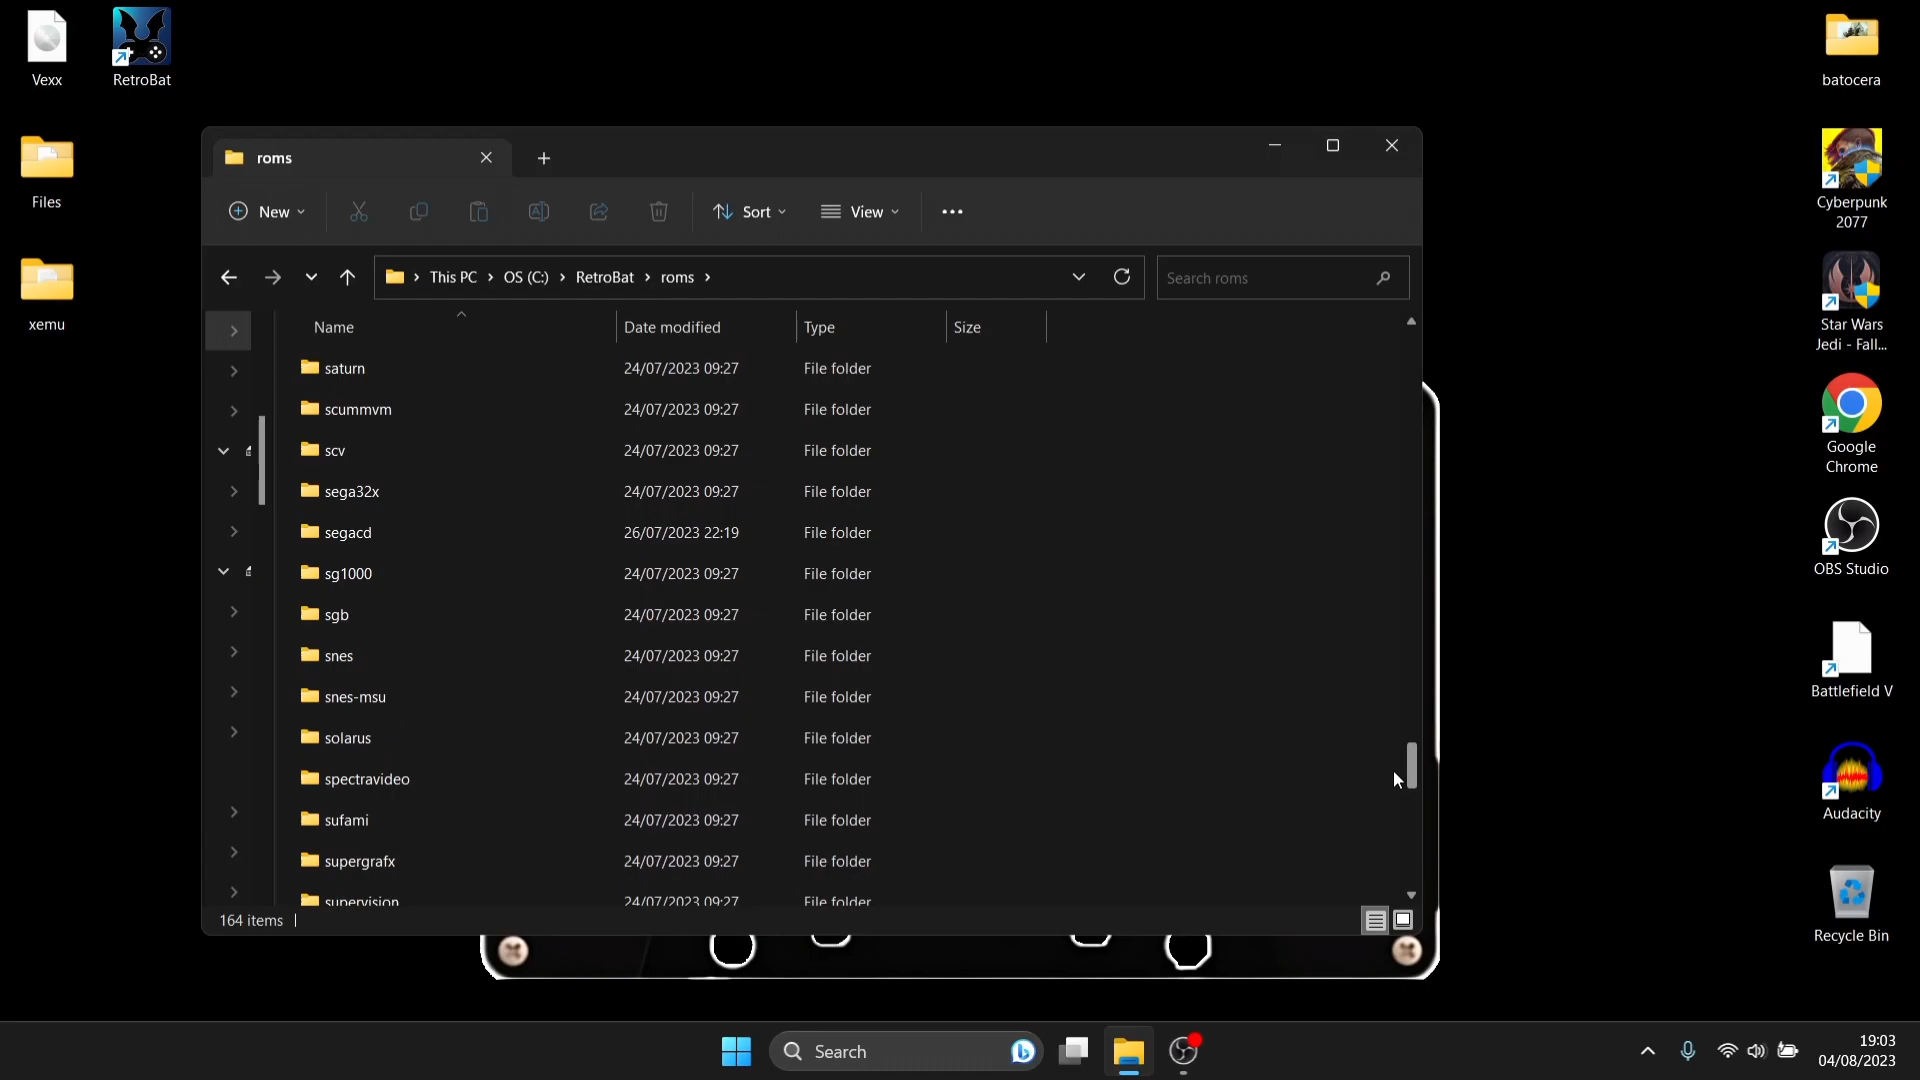 Vexx
RetroBat
Files
xemu
roms
New
Sort
View
This PC
OS (C:)
RetroBat
roms
Search roms
Name
Date modified
Type
Size
saturn 24/07/2023 09:27 File folder
scummvm 24/07/2023 09:27 File folder
scv 24/07/2023 09:27 File folder
sega32x 24/07/2023 09:27 File folder
segacd 26/07/2023 22:19 File folder
sg1000 24/07/2023 09:27 File folder
sgb 24/07/2023 09:27 File folder
snes 24/07/2023 09:27 File folder
snes-msu 24/07/2023 09:27 File folder
solarus 24/07/2023 09:27 File folder
spectravideo 24/07/2023 09:27 File folder
sufami 24/07/2023 09:27 File folder
supergrafx 24/07/2023 09:27 File folder
supervision 24/07/2023 09:27 File folder
164 items
batocera
Cyberpunk
2077
Star Wars
Jedi - Fall...
Google
Chrome
OBS Studio
Battlefield V
Audacity
Recycle Bin
Search
19:03
04/08/2023